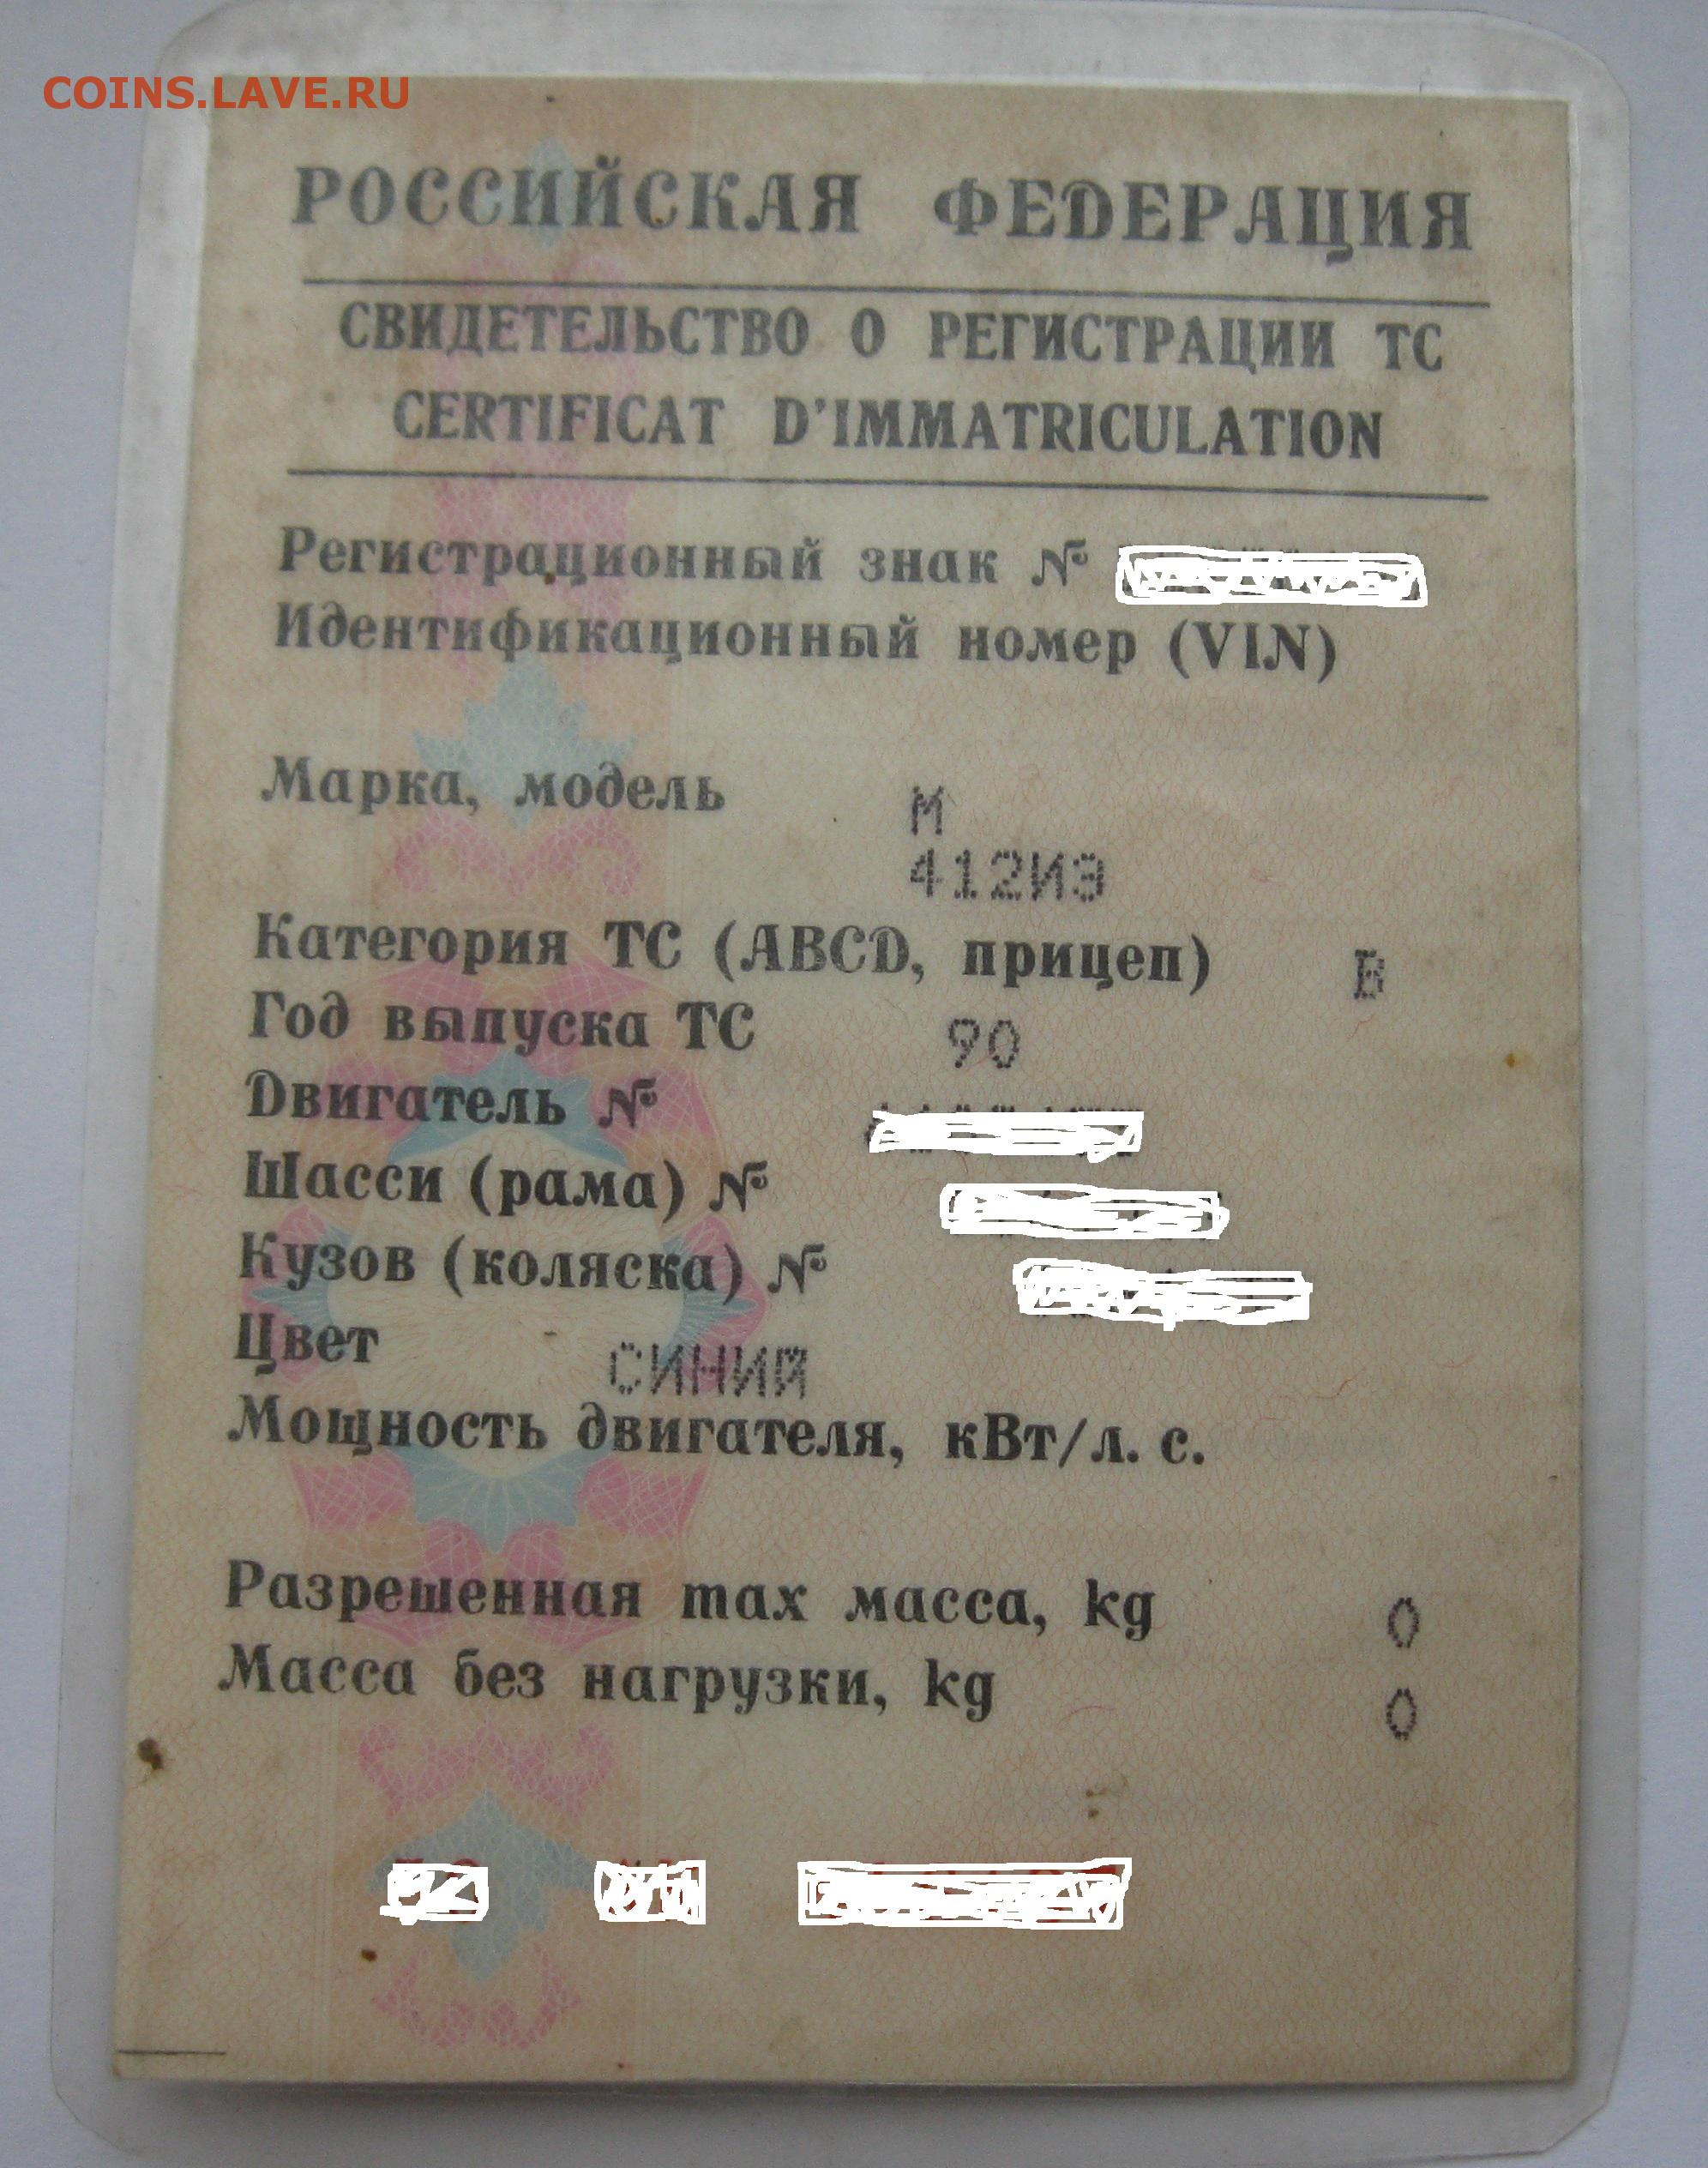 COINS.LAVE.RU
РОССИЙСКАЯ ФЕДЕРАЦИЯ
СВИДЕТЕЛЬСТВО О РЕГИСТРАЦИИ ТС
CERTIFICAT D'IMMATRICULATION
Регистрационный знак №
Идентификационный номер (VIN)
Марка, модель М
412ИЭ
Категория ТС (ABCD, прицеп) В
Год выпуска ТС 90
Двигатель №
Шасси (рама) №
Кузов (коляска) №
Цвет СИНИЙ
Мощность двигателя, кВт/л. с.
Разрешенная max масса, kg 0
Масса без нагрузки, kg 0